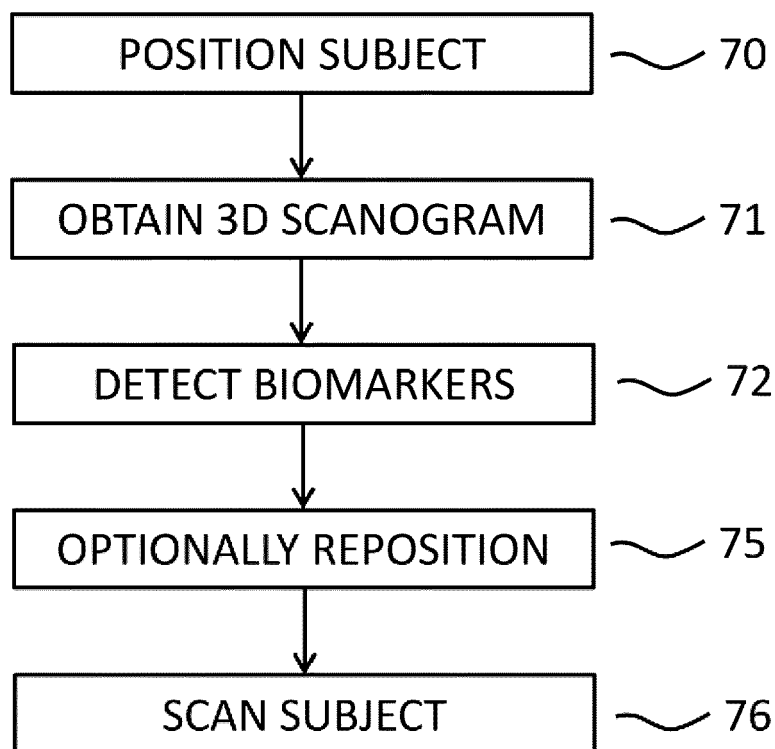 POSITION SUBJECT 70
OBTAIN 3D SCANOGRAM 71
DETECT BIOMARKERS 72
OPTIONALLY REPOSITION 75
SCAN SUBJECT 76